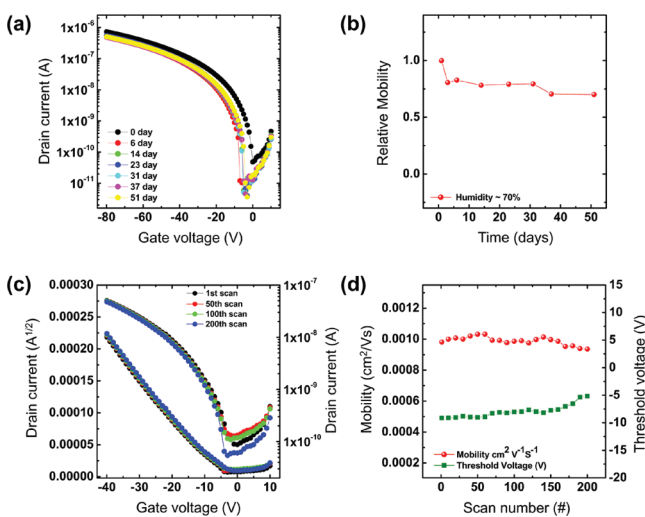 (a)
1x10⁻⁶
1x10⁻⁷
1x10⁻⁸
1x10⁻⁹
1x10⁻¹⁰
10⁻¹¹
Drain current (A)
0 day
6 day
14 day
23 day
31 day
37 day
51 day
-80 -60 -40 -20 0
Gate voltage (V)
(b)
1.0
0.5
0.0
Relative Mobility
Humidity ~ 70%
0 10 20 30 40 50
Time (days)
(c)
0.00030
0.00025
0.00020
0.00015
0.00010
0.00005
0.00000
Drain current (A^1/2)
1st scan
50th scan
100th scan
200th scan
10⁻⁷
10⁻⁸
1x10⁻⁹
1x10⁻¹⁰
Drain current (A)
-40 -30 -20 -10 0 10
Gate voltage (V)
(d)
0.0012
0.0010
0.0008
0.0006
0.0004
0.0002
Mobility (cm²/Vs)
15
10
5
0
-5
-10
-15
-20
Threshold voltage (V)
Mobility cm² V⁻¹S⁻¹
Threshold Voltage (V)
0 50 100 150 200
Scan number (#)